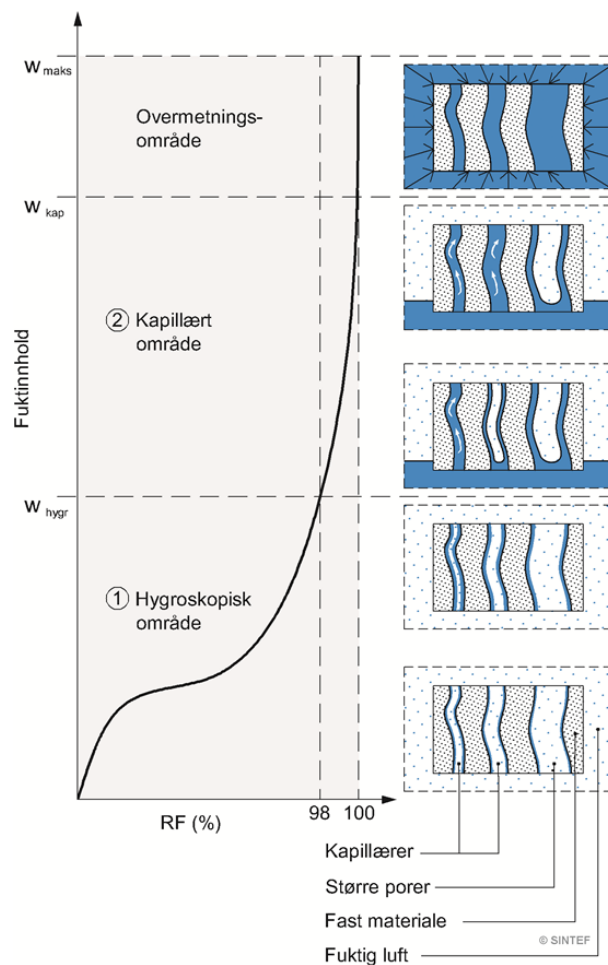 W maks
Overmetnings-
område
W kap
② Kapillært
område
Fuktinnhold
W hygr
① Hygroskopisk
område
98 100
RF (%)
Kapillærer
Større porer
Fast materiale
© SINTEF
Fuktig luft